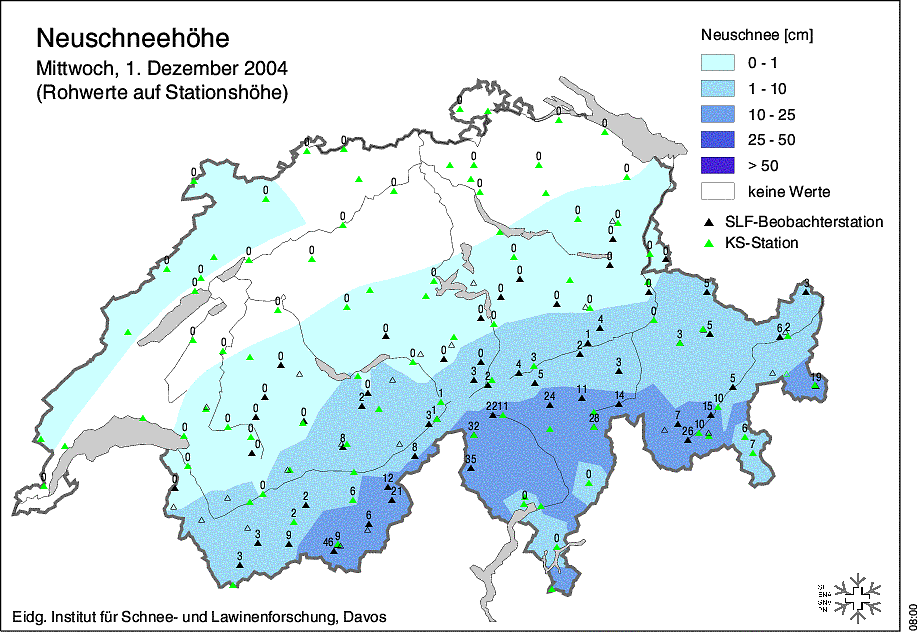 Neuschneehöhe
Mittwoch, 1. Dezember 2004
(Rohwerte auf Stationshöhe)
Neuschnee [cm]
0 - 1
1 - 10
10 - 25
25 - 50
> 50
keine Werte
SLF-Beobachterstation
KS-Station
0
0 0
0 0
0 0 0
0 0 0 0
0 0 0
0 0 0 0 0 0
0 0 0 0 0
0 0 5 3
0 0 0 0 0
0 0 4
0 0 1 3 5 6 2
0 0 0 0 2
0 0 3 4 3 3
0 2 5 5 19
2 1 24 11 14 10
0 0 3 1 22 11 28 7 15
0 0 0 8 32 26 10 6
0 8 35 7
0 0 12 0
0 2 6 21 0
2 6
3 9 46 9 0
3
Eidg. Institut für Schnee- und Lawinenforschung, Davos
08:00